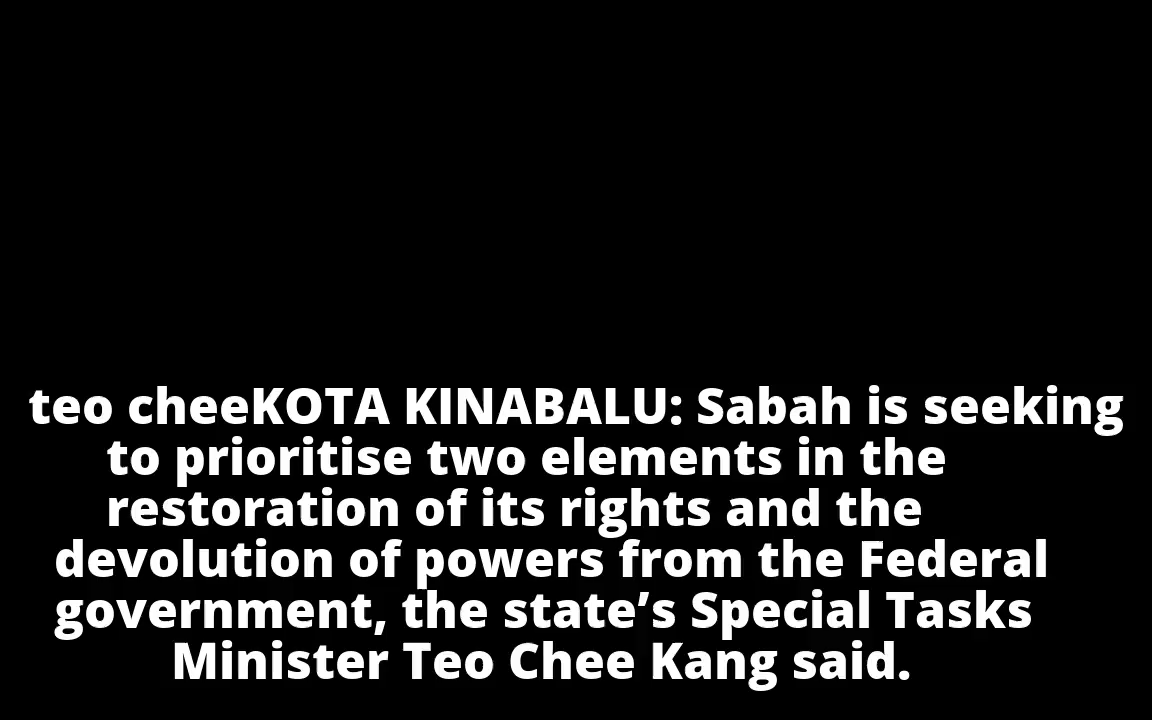 teo cheeKOTA KINABALU: Sabah is seeking
to prioritise two elements in the
restoration of its rights and the
devolution of powers from the Federal
government, the state’s Special Tasks
Minister Teo Chee Kang said.